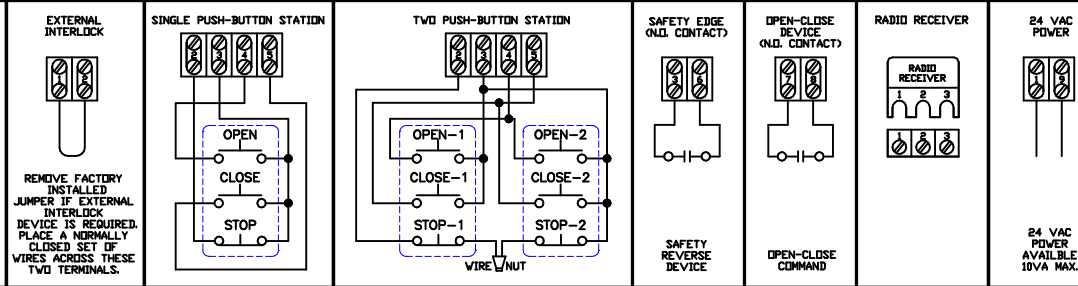 EXTERNAL
INTERLOCK
1 2
REMOVE FACTORY
INSTALLED
JUMPER IF EXTERNAL
INTERLOCK
DEVICE IS REQUIRED.
PLACE A NORMALLY
CLOSED SET OF
WIRES ACROSS THESE
TWO TERMINALS.
SINGLE PUSH-BUTTON STATION
2 3 4 5
OPEN
CLOSE
STOP
TWO PUSH-BUTTON STATION
2 3 4 5
OPEN-1 OPEN-2
CLOSE-1 CLOSE-2
STOP-1 STOP-2
WIRE NUT
SAFETY EDGE
(N.O. CONTACT)
3 6
SAFETY
REVERSE
DEVICE
OPEN-CLOSE
DEVICE
(N.O. CONTACT)
7 8
OPEN-CLOSE
COMMAND
RADIO RECEIVER
RADIO
RECEIVER
1 2 3
1 2 3
24 VAC
POWER
1 9
24 VAC
POWER
AVAILBLE
10VA MAX.